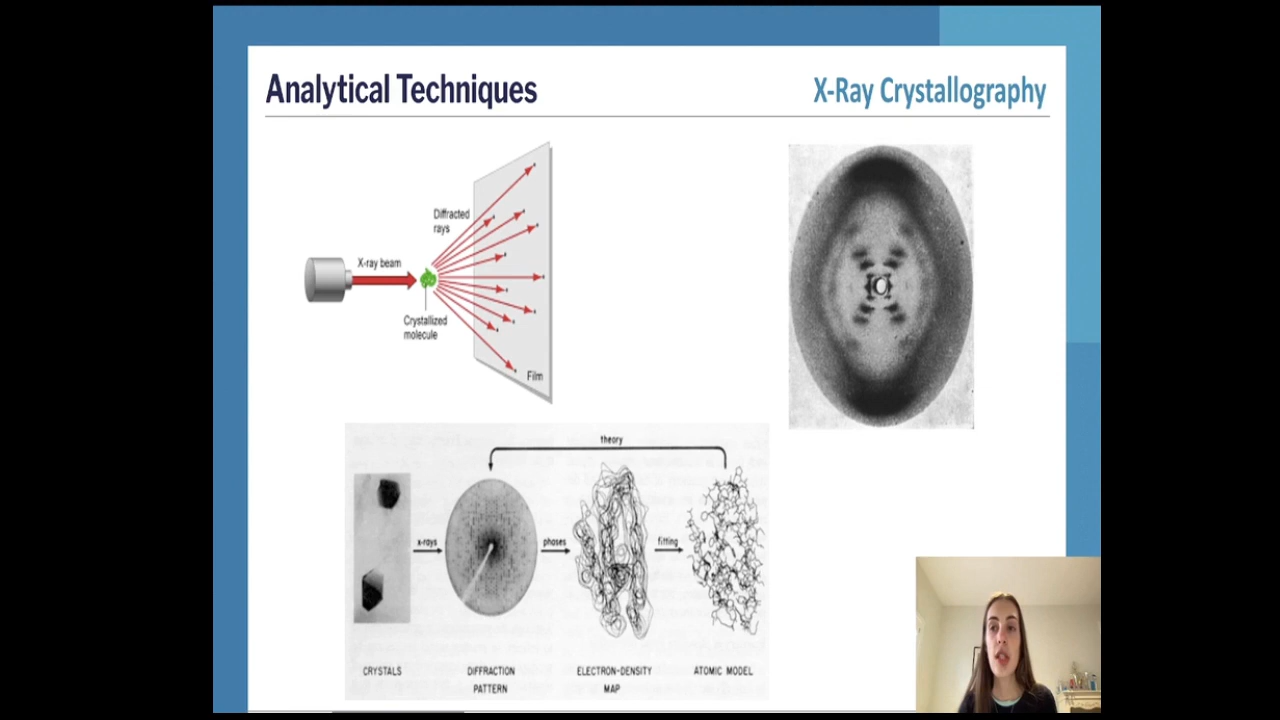 Analytical Techniques
X-Ray Crystallography
Diffracted
rays
X-ray beam
Crystallized
molecule
Film
theory
x-rays
phases
fitting
CRYSTALS
DIFFRACTION
PATTERN
ELECTRON-DENSITY
MAP
ATOMIC MODEL